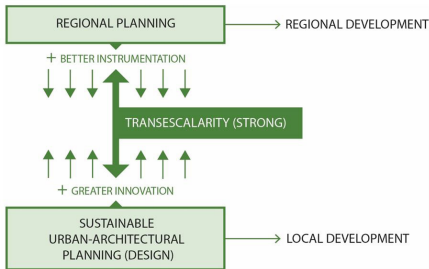 REGIONAL PLANNING
REGIONAL DEVELOPMENT
+ BETTER INSTRUMENTATION
TRANSESCALARITY (STRONG)
+ GREATER INNOVATION
SUSTAINABLE
URBAN-ARCHITECTURAL
PLANNING (DESIGN)
LOCAL DEVELOPMENT